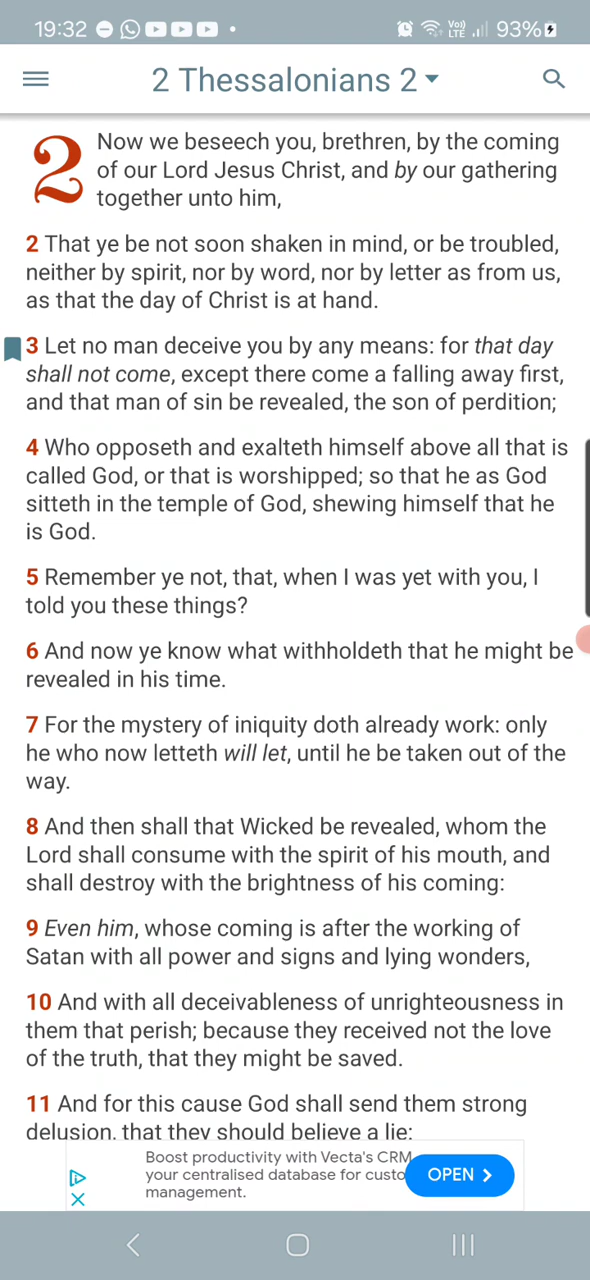 19:32
Vo))
LTE
93%
2 Thessalonians 2
2
Now we beseech you, brethren, by the coming
of our Lord Jesus Christ, and by our gathering
together unto him,
2 That ye be not soon shaken in mind, or be troubled,
neither by spirit, nor by word, nor by letter as from us,
as that the day of Christ is at hand.
3 Let no man deceive you by any means: for that day
shall not come, except there come a falling away first,
and that man of sin be revealed, the son of perdition;
4 Who opposeth and exalteth himself above all that is
called God, or that is worshipped; so that he as God
sitteth in the temple of God, shewing himself that he
is God.
5 Remember ye not, that, when I was yet with you, I
told you these things?
6 And now ye know what withholdeth that he might be
revealed in his time.
7 For the mystery of iniquity doth already work: only
he who now letteth will let, until he be taken out of the
way.
8 And then shall that Wicked be revealed, whom the
Lord shall consume with the spirit of his mouth, and
shall destroy with the brightness of his coming:
9 Even him, whose coming is after the working of
Satan with all power and signs and lying wonders,
10 And with all deceivableness of unrighteousness in
them that perish; because they received not the love
of the truth, that they might be saved.
11 And for this cause God shall send them strong
delusion, that they should believe a lie:
Boost productivity with Vecta's CRM
your centralised database for custo
management.
OPEN